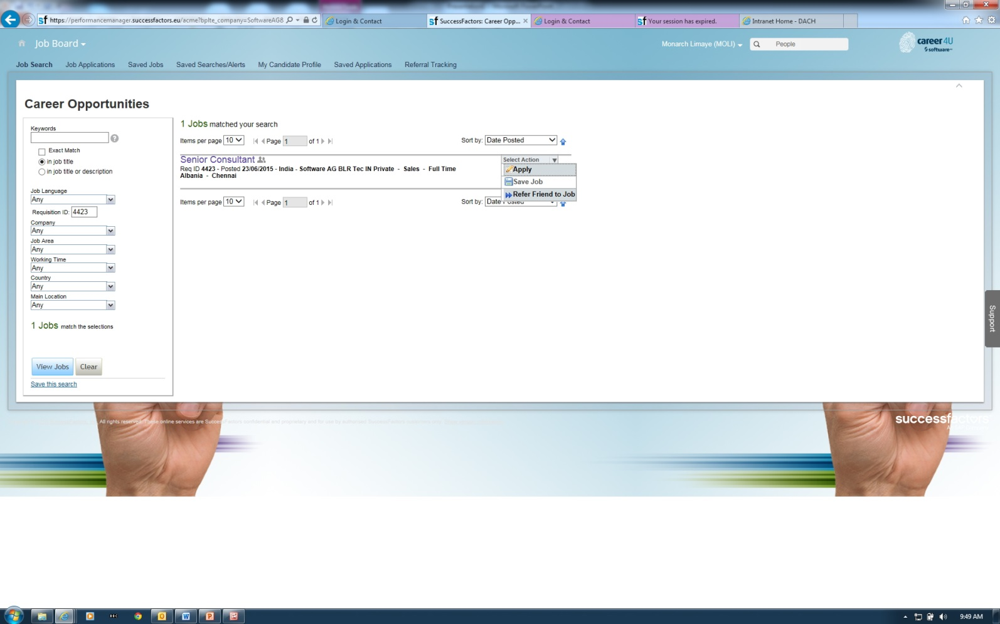 https://performancemanager.successfactors.eu/acme?bplte_company=SoftwareAG&
Login & Contact
SuccessFactors: Career Opp...
Login & Contact
Your session has expired.
Intranet Home - DACH
Job Board
Monarch Limaye (MOLI)
People
career4U
software
Job Search Job Applications Saved Jobs Saved Searches/Alerts My Candidate Profile Saved Applications Referral Tracking
Career Opportunities
Keywords
Exact Match
in job title
in job title or description
Job Language
Any
Requisition ID: 4423
Company
Any
Job Area
Any
Working Time
Any
Country
Any
Main Location
Any
1 Jobs match the selections
View Jobs Clear
Save this search
1 Jobs matched your search
Items per page 10 Page 1 of 1 Sort by: Date Posted
Senior Consultant
Req ID 4423 - Posted 23/06/2015 - India - Software AG BLR Tec IN Private - Sales - Full Time
Albania - Chennai
Select Action
Apply
Save Job
Refer Friend to Job
Items per page 10 Page 1 of 1 Sort by: Date Posted
Support
All rights reserved. These online services are SuccessFactors confidential and proprietary and for use by authorized SuccessFactors customers only.
successfactors
9:49 AM